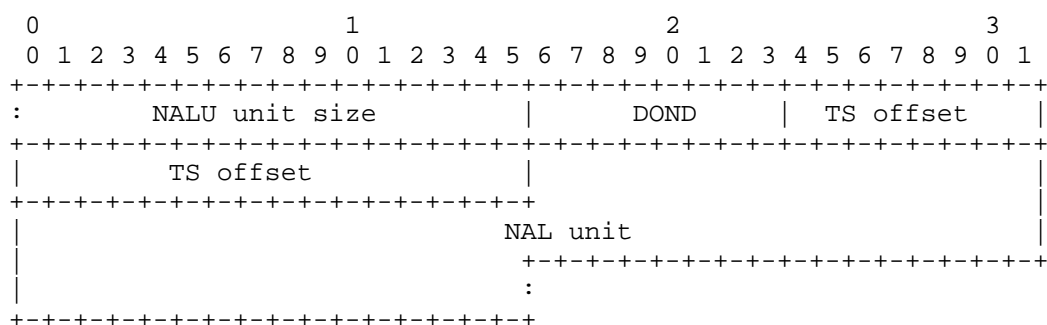 0                   1                   2                   3
 0 1 2 3 4 5 6 7 8 9 0 1 2 3 4 5 6 7 8 9 0 1 2 3 4 5 6 7 8 9 0 1
+-+-+-+-+-+-+-+-+-+-+-+-+-+-+-+-+-+-+-+-+-+-+-+-+-+-+-+-+-+-+-+-+
:        NALU unit size         |      DOND     |  TS offset    |
+-+-+-+-+-+-+-+-+-+-+-+-+-+-+-+-+-+-+-+-+-+-+-+-+-+-+-+-+-+-+-+-+
|         TS offset             |                               |
+-+-+-+-+-+-+-+-+-+-+-+-+-+-+-+-+                               |
|                              NAL unit                         |
|                               +-+-+-+-+-+-+-+-+-+-+-+-+-+-+-+-+
|                               :
+-+-+-+-+-+-+-+-+-+-+-+-+-+-+-+-+